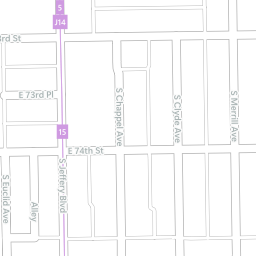 5
J14
3rd St
E 73rd Pl
15
E 74th St
S Chappel Ave
S Clyde Ave
S Merrill Ave
S Jeffery Blvd
S Euclid Ave
Alley